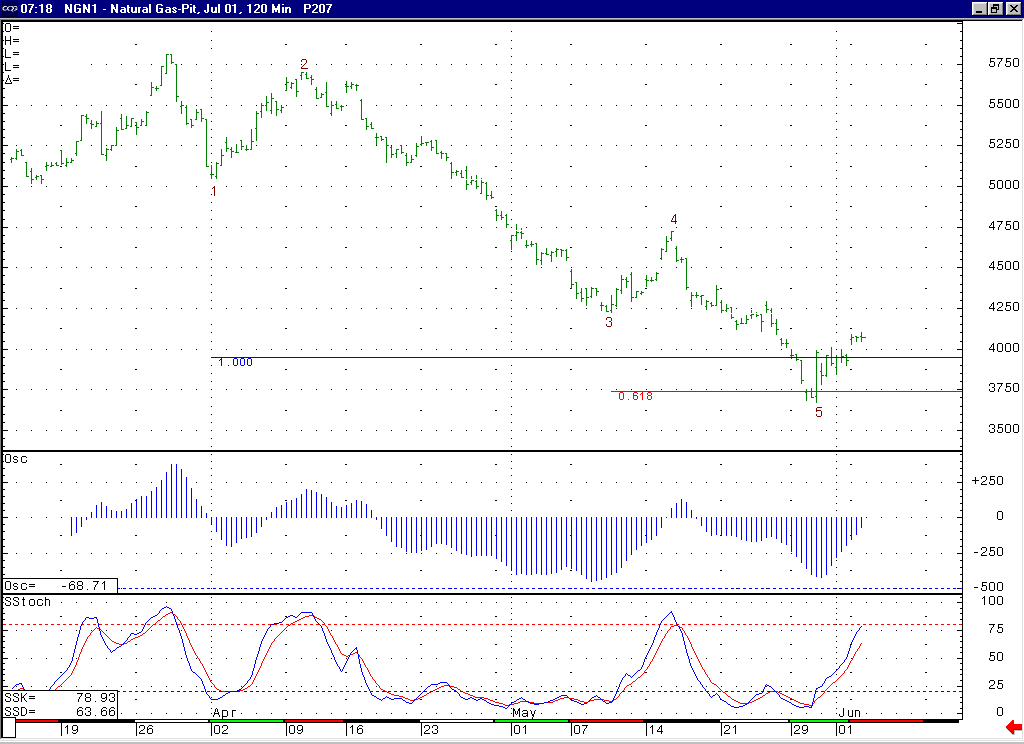 CQG 07:18 NGN1 - Natural Gas-Pit, Jul 01, 120 Min P207
O=
H=
L=
L=
Δ=
5750
5500
5250
5000
4750
4500
4250
4000
3750
3500
1
2
3
4
5
1.000
0.618
Osc
+250
0
-250
-500
Osc= -68.71
SStoch
100
75
50
25
0
SSK= 78.93
SSD= 63.66
Apr May Jun
19 26 02 09 16 23 01 07 14 21 29 01